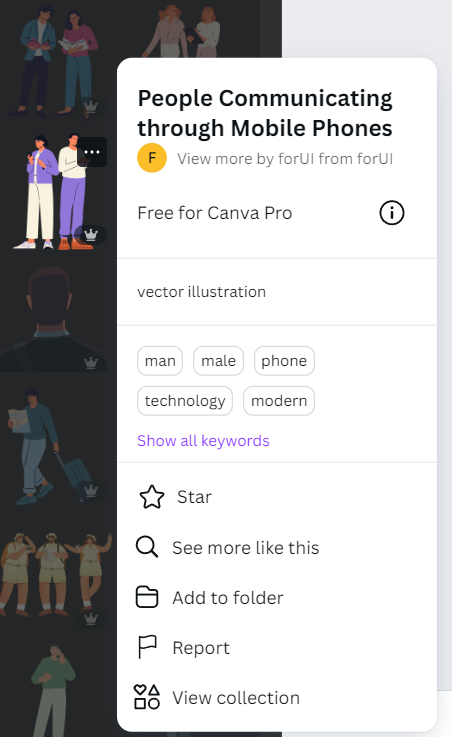 People Communicating
through Mobile Phones
F View more by forUI from forUI
Free for Canva Pro
vector illustration
man male phone
technology modern
Show all keywords
Star
See more like this
Add to folder
Report
View collection